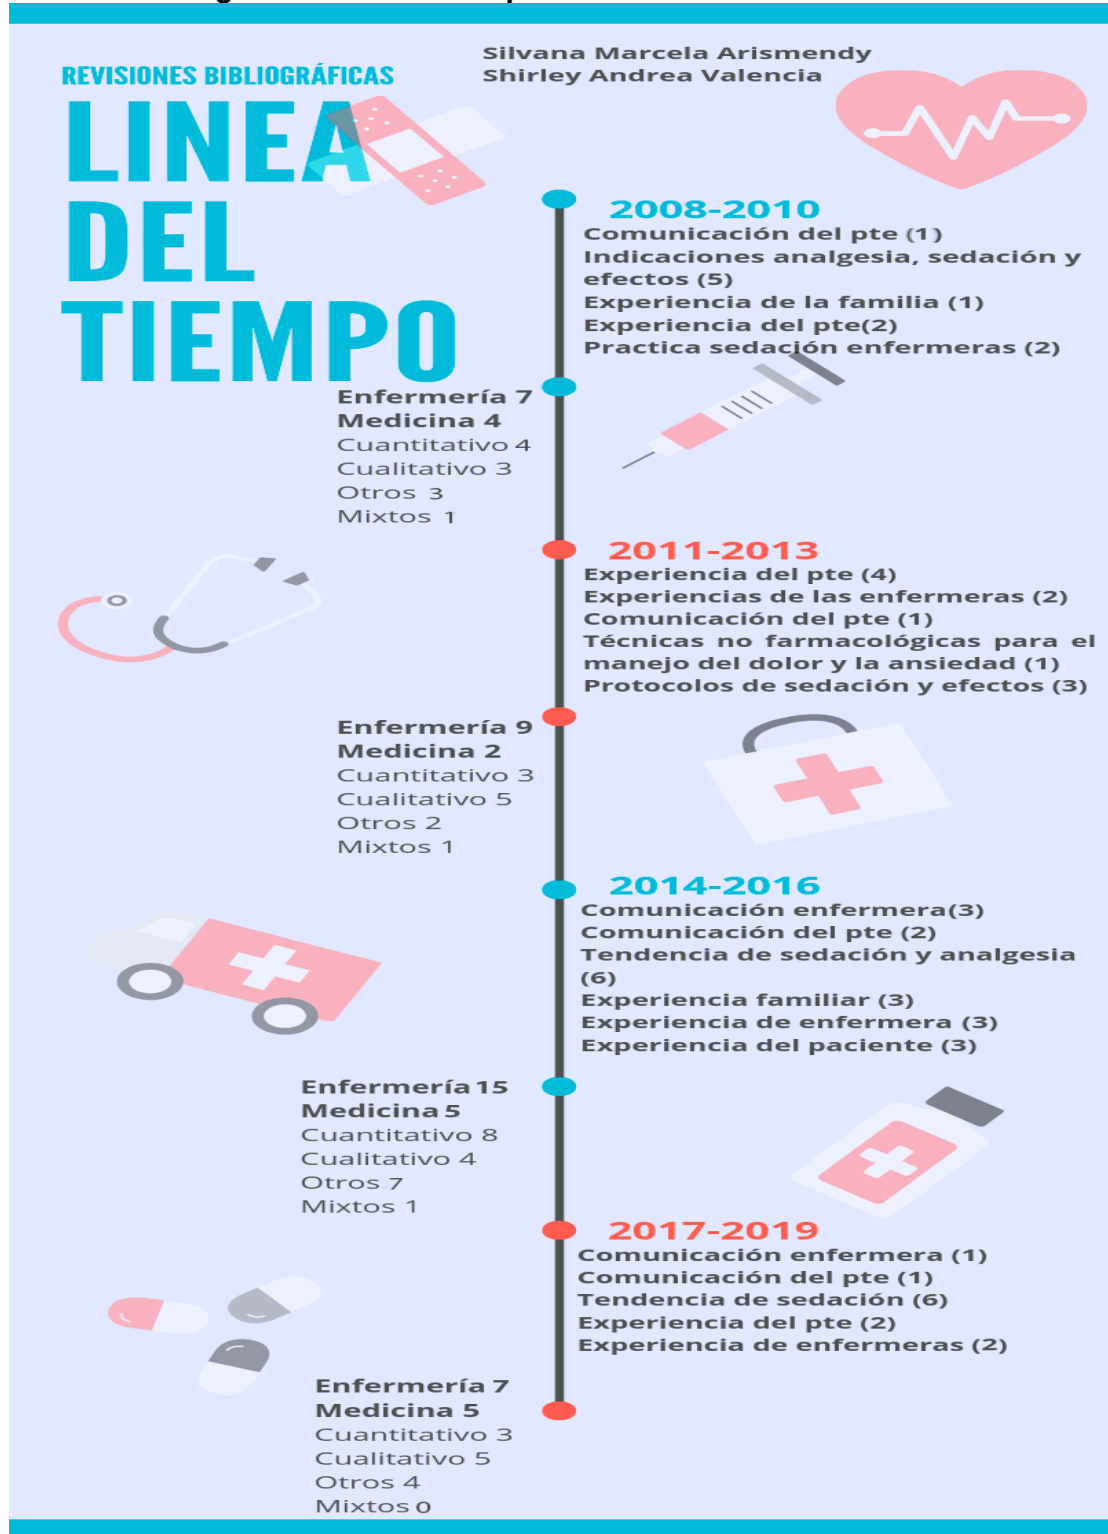 Silvana Marcela Arismendy
Shirley Andrea Valencia
REVISIONES BIBLIOGRÁFICAS
LINEA
DEL
TIEMPO
2008-2010
Comunicación del pte (1)
Indicaciones analgesia, sedación y
efectos (5)
Experiencia de la familia (1)
Experiencia del pte(2)
Practica sedación enfermeras (2)
Enfermería 7
Medicina 4
Cuantitativo 4
Cualitativo 3
Otros 3
Mixtos 1
2011-2013
Experiencia del pte (4)
Experiencias de las enfermeras (2)
Comunicación del pte (1)
Técnicas no farmacológicas para el
manejo del dolor y la ansiedad (1)
Protocolos de sedación y efectos (3)
Enfermería 9
Medicina 2
Cuantitativo 3
Cualitativo 5
Otros 2
Mixtos 1
2014-2016
Comunicación enfermera(3)
Comunicación del pte (2)
Tendencia de sedación y analgesia
(6)
Experiencia familiar (3)
Experiencia de enfermera (3)
Experiencia del paciente (3)
Enfermería 15
Medicina 5
Cuantitativo 8
Cualitativo 4
Otros 7
Mixtos 1
2017-2019
Comunicación enfermera (1)
Comunicación del pte (1)
Tendencia de sedación (6)
Experiencia del pte (2)
Experiencia de enfermeras (2)
Enfermería 7
Medicina 5
Cuantitativo 3
Cualitativo 5
Otros 4
Mixtos 0